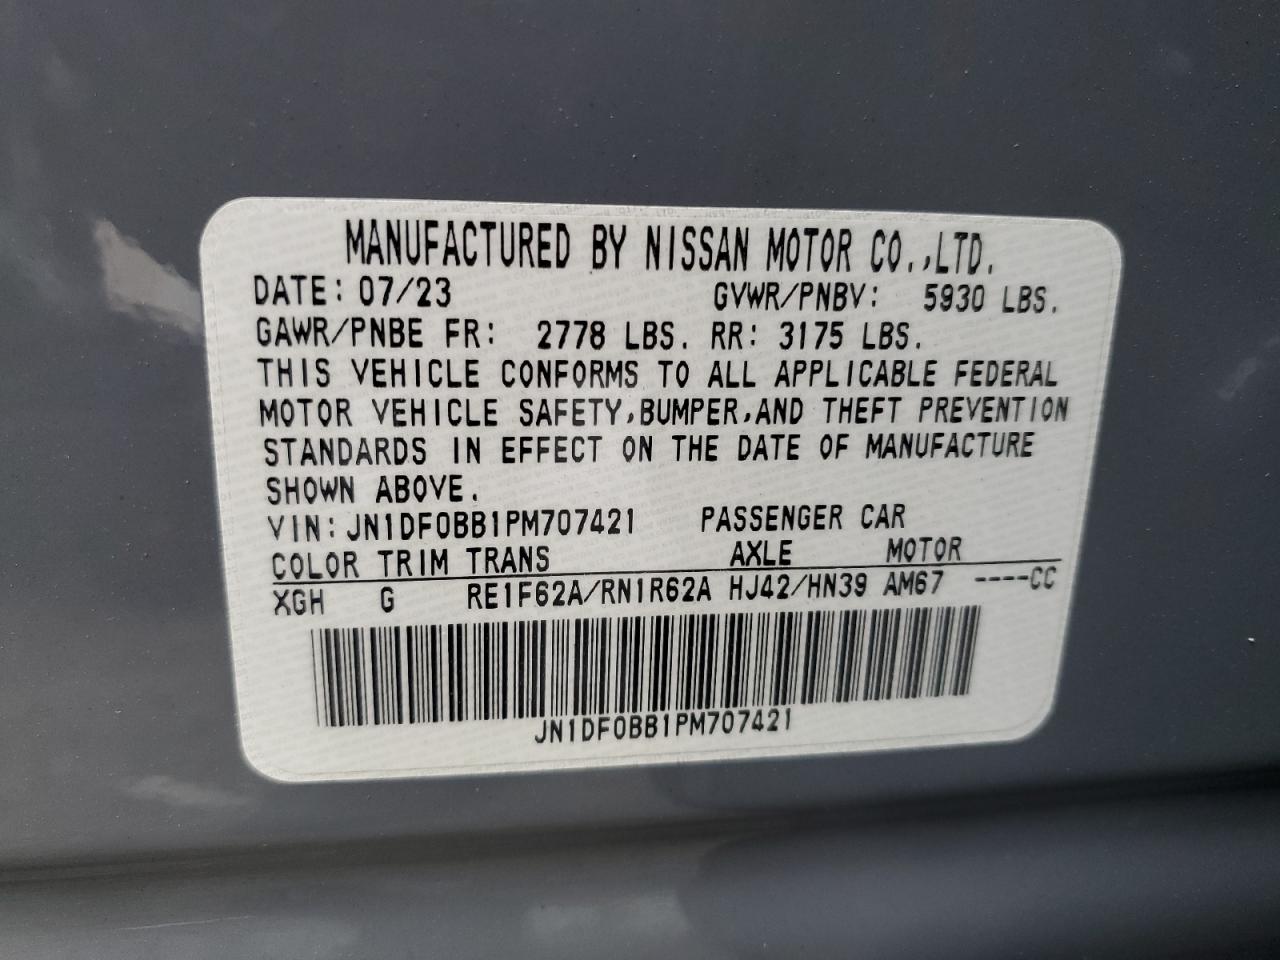 MANUFACTURED BY NISSAN MOTOR CO.,LTD.
DATE: 07/23 GVWR/PNBV: 5930 LBS.
GAWR/PNBE FR: 2778 LBS. RR: 3175 LBS.
THIS VEHICLE CONFORMS TO ALL APPLICABLE FEDERAL
MOTOR VEHICLE SAFETY,BUMPER,AND THEFT PREVENTION
STANDARDS IN EFFECT ON THE DATE OF MANUFACTURE
SHOWN ABOVE.
VIN:JN1DF0BB1PM707421 PASSENGER CAR
COLOR TRIM TRANS AXLE MOTOR
XGH G RE1F62A/RN1R62A HJ42/HN39 AM67 ----CC
JN1DF0BB1PM707421